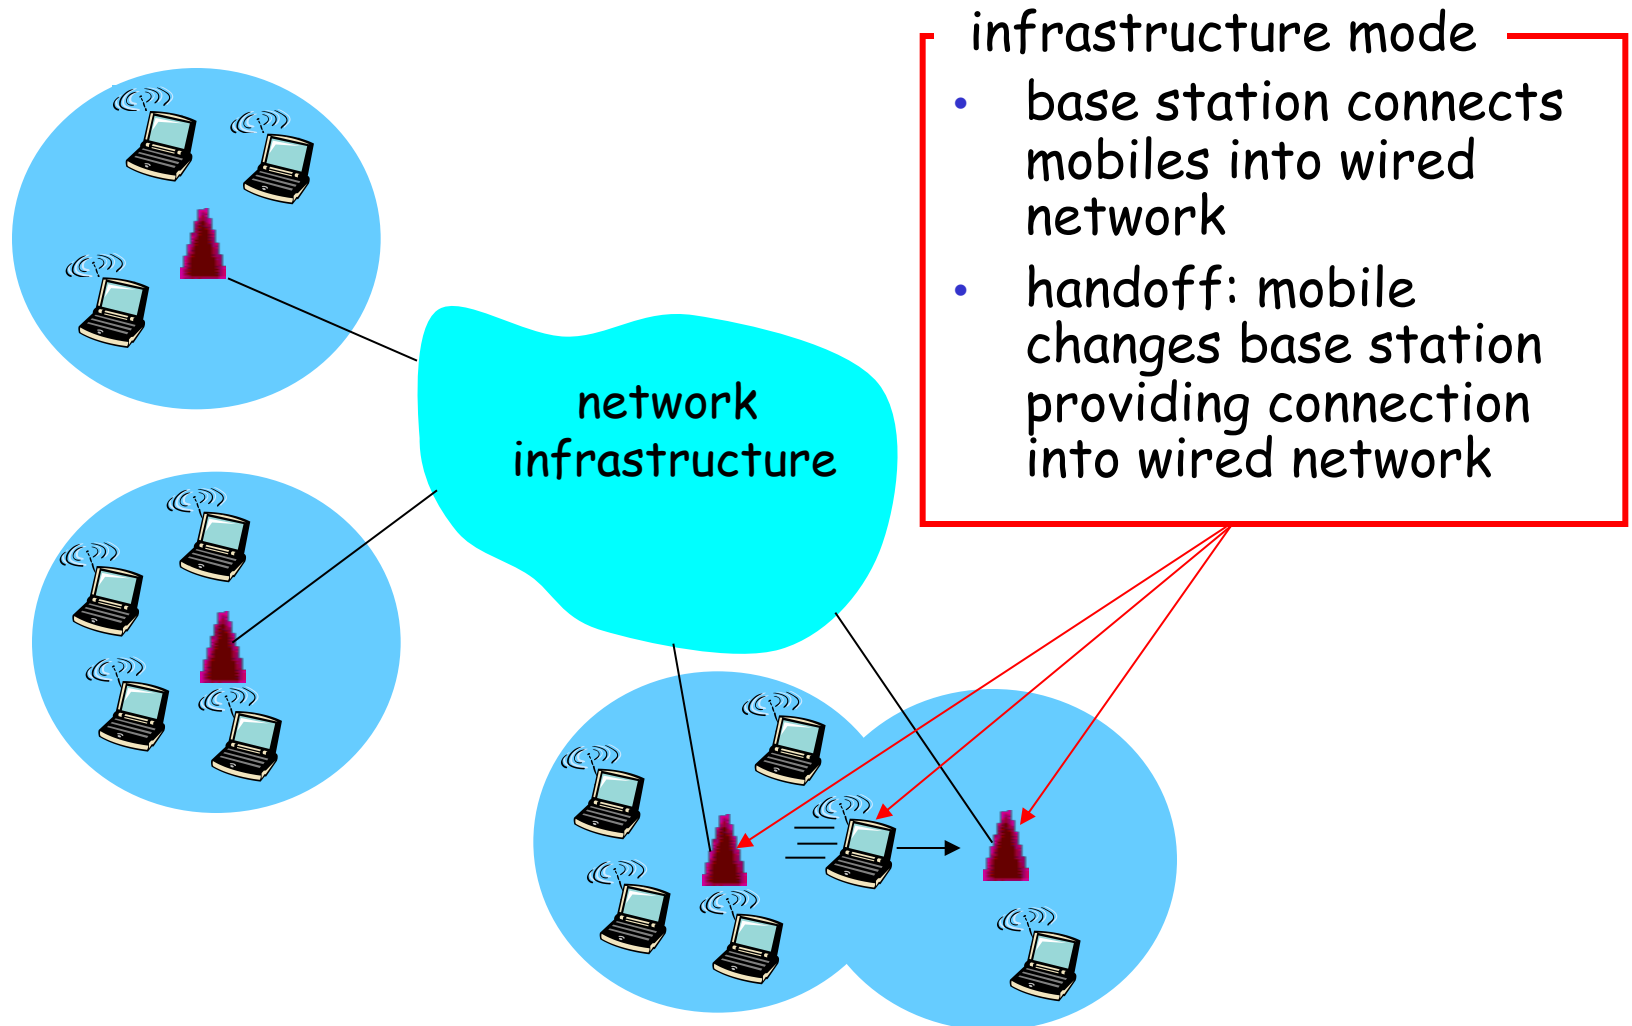 infrastructure mode
• base station connects
mobiles into wired
network
• handoff: mobile
changes base station
providing connection
into wired network
network
infrastructure